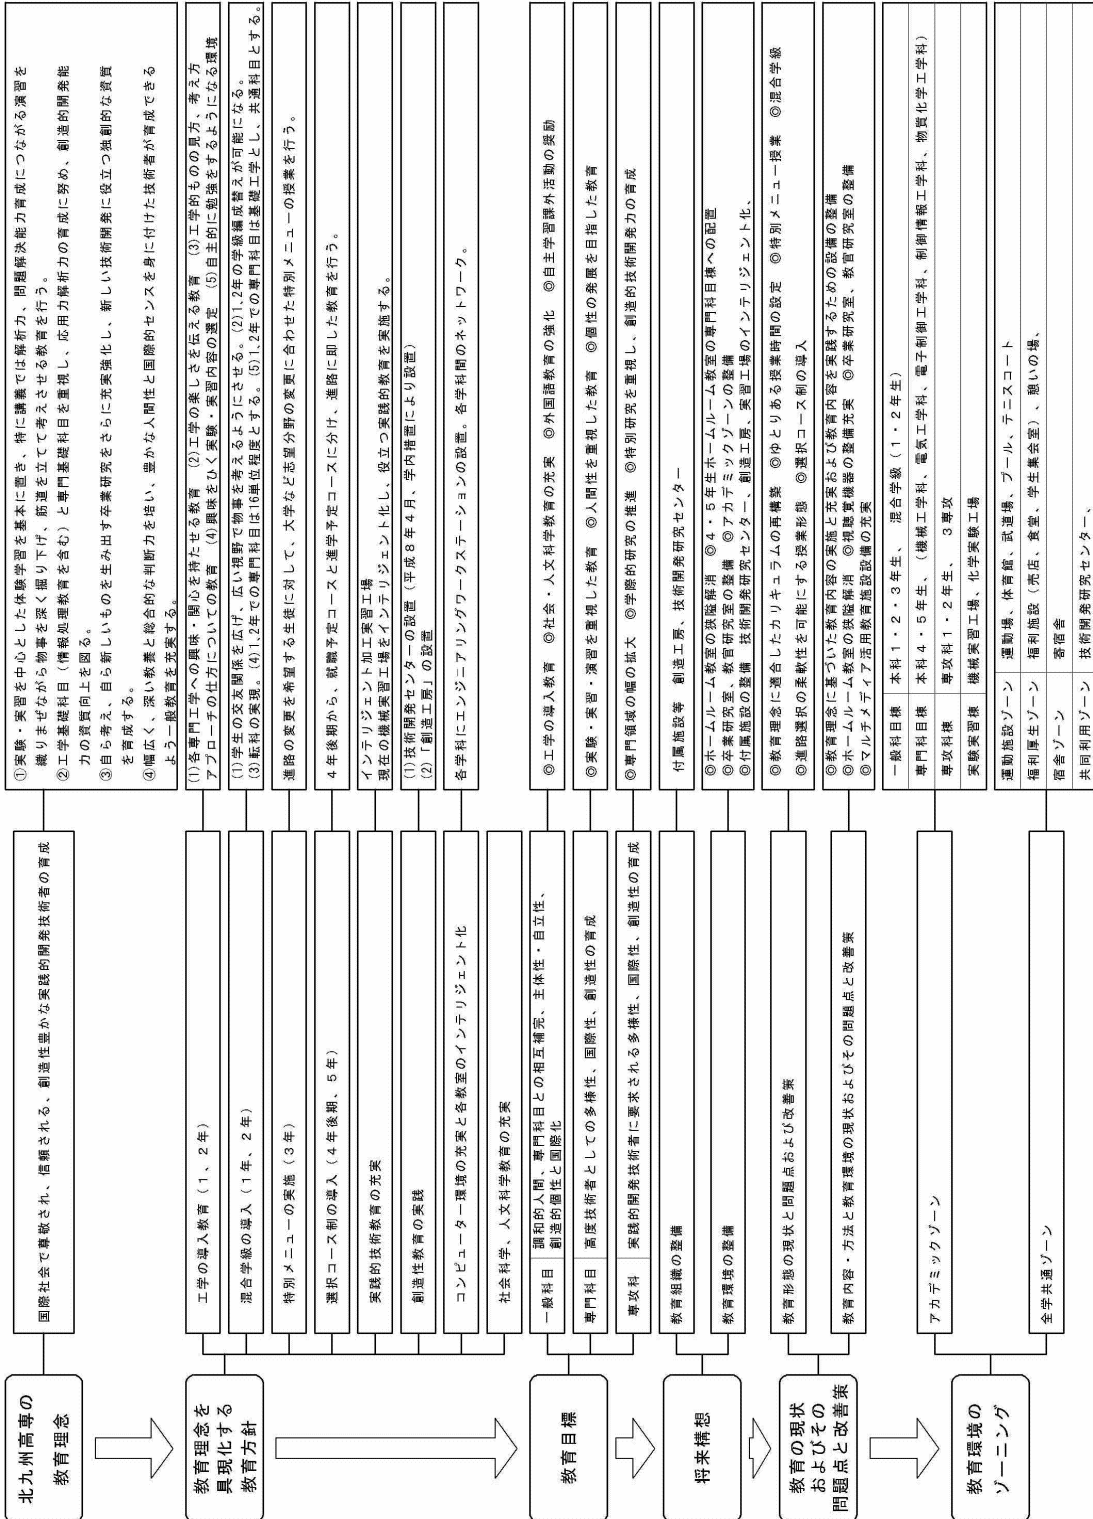 北九州高専の
教育理念
国際社会で尊敬され、信頼される、創造性豊かな実践的開発技術者の育成
①実験・実習を中心とした体験学習を基本に置き、特に講義では解析力、問題解決能力育成につながる演習を
織りまぜながら物事を深く掘り下げ、筋道を立てて考えさせる教育を行う。
②工学基礎科目（情報処理教育を含む）と専門基礎科目を重視し、応用力解析力の育成に努め、創造的開発能
力の資質向上を図る。
③自ら考え、自ら新しいものを生み出す卒業研究をさらに充実強化し、新しい技術開発に役立つ独創的な資質
を育成する。
④幅広く、深い教養と総合的な判断力を培い、豊かな人間性と国際的センスを身に付けた技術者が育成できる
よう一般教育を充実する。
教育理念を
具現化する
教育方針
工学の導入教育（1、2年）
(1)各専門工学への興味・関心を持たせる教育 (2)工学の楽しさを伝える教育 (3)工学的ものの見方、考え方
アプローチの仕方についての教育 (4)興味をひく実験・実習内容の選定 (5)自主的に勉強をするようになる環境
混合学級の導入（1年、2年）
(1)学生の交友関係を広げ、広い視野で物事を考えるようにさせる。(2)1,2年の学級編成替えが可能になる。
(3)転科の実現。(4)1,2年での専門科目は16単位程度とする。(5)1,2年での専門科目は基礎工学とし、共通科目とする。
特別メニューの実施（3年）
進路の変更を希望する生徒に対して、大学など志望分野の変更に合わせた特別メニューの授業を行う。
選択コース制の導入（4年後期、5年）
4年後期から、就職予定コースと進学予定コースに分け、進路に即した教育を行う。
実践的技術教育の充実
インテリジェント加工実習工場
現在の機械実習工場をインテリジェント化し、役立つ実践的教育を実施する。
創造性教育の実践
(1)技術開発センターの設置（平成8年4月、学内措置により設置）
(2)「創造工房」の設置
コンピューター環境の充実と各教室のインテリジェント化
各学科にエンジニアリングワークステーションの設置。各学科間のネットワーク。
社会科学、人文科学教育の充実
教育目標
一般科目
調和的人間、専門科目との相互補完、主体性・自立性、
創造的個性と国際化
◎工学の導入教育 ◎社会・人文科学教育の充実 ◎外国語教育の強化 ◎自主学習課外活動の奨励
専門科目
高度技術者としての多様性、国際性、創造性の育成
◎実験・実習・演習を重視した教育 ◎人間性を重視した教育 ◎個性の発展を目指した教育
専攻科
実践的開発技術者に要求される多様性、国際性、創造性の育成
◎専門領域の幅の拡大 ◎学際的研究の推進 ◎特別研究を重視し、創造的技術開発力の育成
将来構想
教育組織の整備
付属施設等 創造工房、技術開発研究センター
教育環境の整備
◎ホームルーム教室の狭隘解消 ◎4・5年生ホームルーム教室の専門科目棟への配置
◎卒業研究室、教官研究室の整備 ◎アカデミックゾーンの整備
◎付属施設の整備 技術開発研究センター、創造工房、実習工場のインテリジェント化、
教育の現状
およびその
問題点と改善策
教育形態の現状と問題点および改善策
◎教育理念に適合したカリキュラムの再構築 ◎ゆとりある授業時間の設定 ◎特別メニュー授業 ◎混合学級
◎進路選択の柔軟性を可能にする授業形態 ◎選択コース制の導入
教育内容・方法と教育環境の現状およびその問題点と改善策
◎教育理念に基づいた教育内容の実施と充実および教育内容を実践するための設備の整備
◎ホームルーム教室の狭隘解消 ◎視聴覚機器の整備充実 ◎卒業研究室、教官研究室の整備
◎マルチメディア活用教育施設設備の充実
教育環境の
ゾーニング
アカデミックゾーン
一般科目棟 本科1・2・3年生、 混合学級（1・2年生）
専門科目棟 本科4・5年生、（機械工学科、電気工学科、電子制御工学科、制御情報工学科、物質化学工学科）
専攻科棟 専攻科1・2年生、 3専攻
実験実習棟 機械実習工場、化学実験工場
全学共通ゾーン
運動施設ゾーン 運動場、体育館、武道場、プール、テニスコート
福利厚生ゾーン 福利施設（売店、食堂、学生集会室）、憩いの場、
宿舎ゾーン 寄宿舎
共同利用ゾーン 技術開発研究センター、